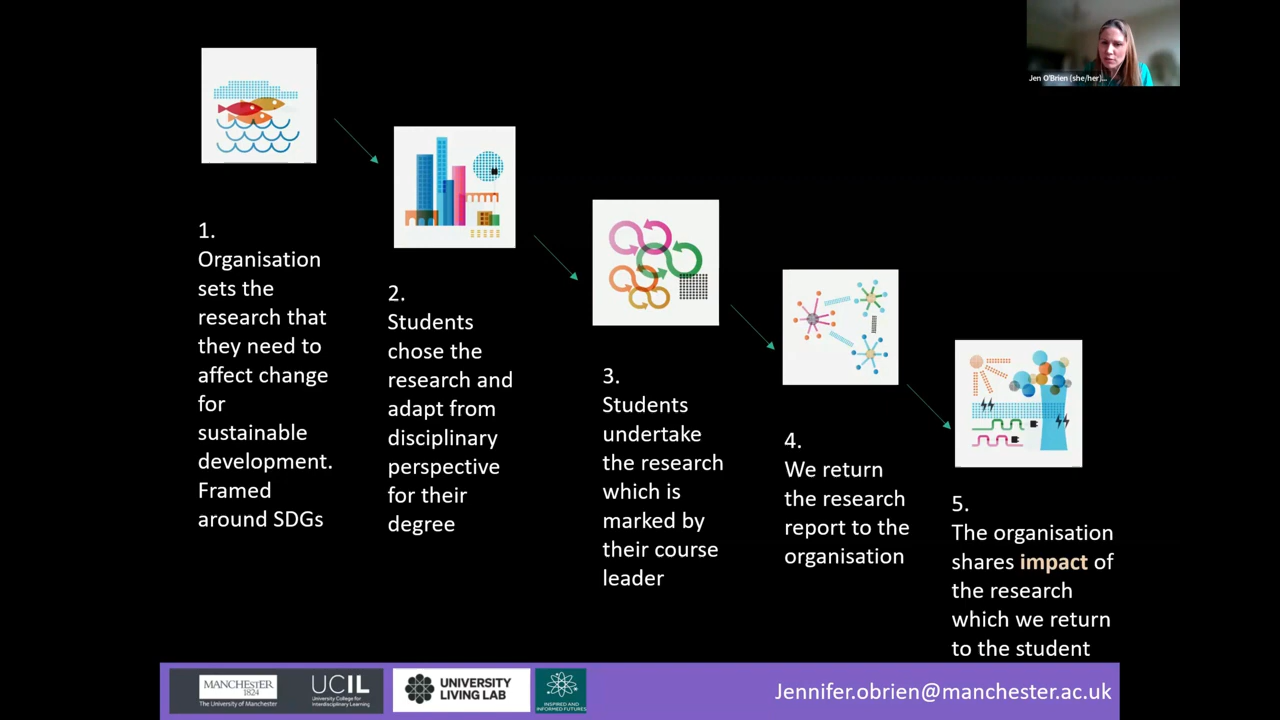 Jen O'Brien (she/her)...
1.
Organisation
sets the
research that
they need to
affect change
for
sustainable
development.
Framed
around SDGs
2.
Students
chose the
research and
adapt from
disciplinary
perspective
for their
degree
3.
Students
undertake
the research
which is
marked by
their course
leader
4.
We return
the research
report to the
organisation
5.
The organisation
shares impact of
the research
which we return
to the student
MANCHESTER
1824
The University of Manchester
UCIL
University College for
Interdisciplinary Learning
UNIVERSITY
LIVING LAB
INSPIRED AND
INFORMED FUTURES
Jennifer.obrien@manchester.ac.uk